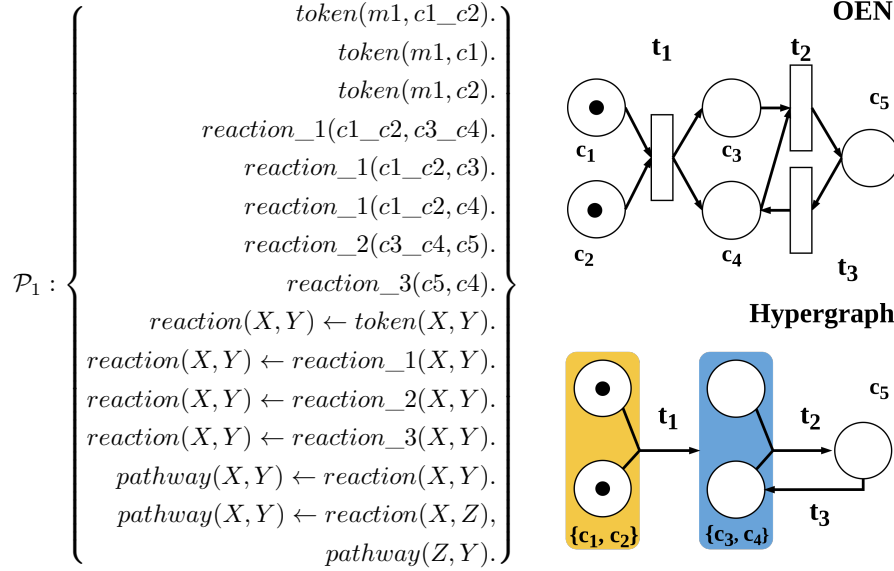 token(m1, c1_c2).
token(m1, c1).
token(m1, c2).
reaction_1(c1_c2, c3_c4).
reaction_1(c1_c2, c3).
reaction_1(c1_c2, c4).
reaction_2(c3_c4, c5).
P₁ :
reaction_3(c5, c4).
reaction(X, Y) ← token(X, Y).
reaction(X, Y) ← reaction_1(X, Y).
reaction(X, Y) ← reaction_2(X, Y).
reaction(X, Y) ← reaction_3(X, Y).
pathway(X, Y) ← reaction(X, Y).
pathway(X, Y) ← reaction(X, Z),
pathway(Z, Y).
OEN
t₁
t₂
c₅
c₁
c₃
c₂
c₄
t₃
Hypergraph
c₅
t₁
t₂
t₃
{c₁, c₂}
{c₃, c₄}